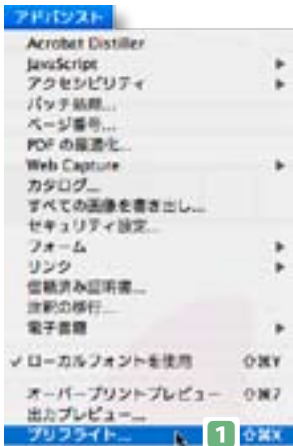 アドバンスト
Acrobat Distiller
JavaScript
アクセシビリティ
バッチ処理...
ページ番号...
PDF の最適化...
Web Capture
カタログ...
すべての画像を書き出し...
セキュリティ設定...
フォーム
リンク
信頼済み証明書...
注釈の移行...
電子書籍
✓ ローカルフォントを使用 ⇧⌘Y
オーバープリントプレビュー ⇧⌘7
出力プレビュー...
プリフライト... 1 ⇧⌘X